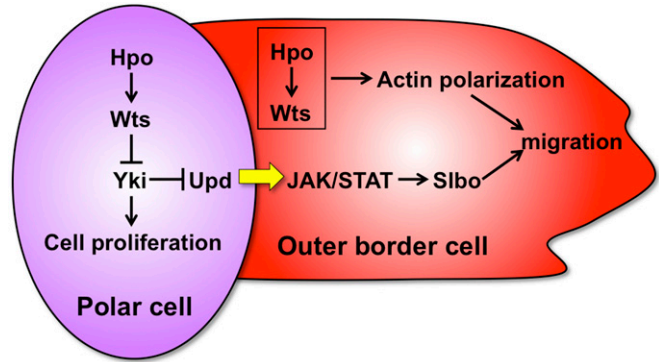 Hpo
Wts
Yki
Upd
Cell proliferation
Polar cell
Hpo
Wts
Actin polarization
migration
JAK/STAT
Slbo
Outer border cell